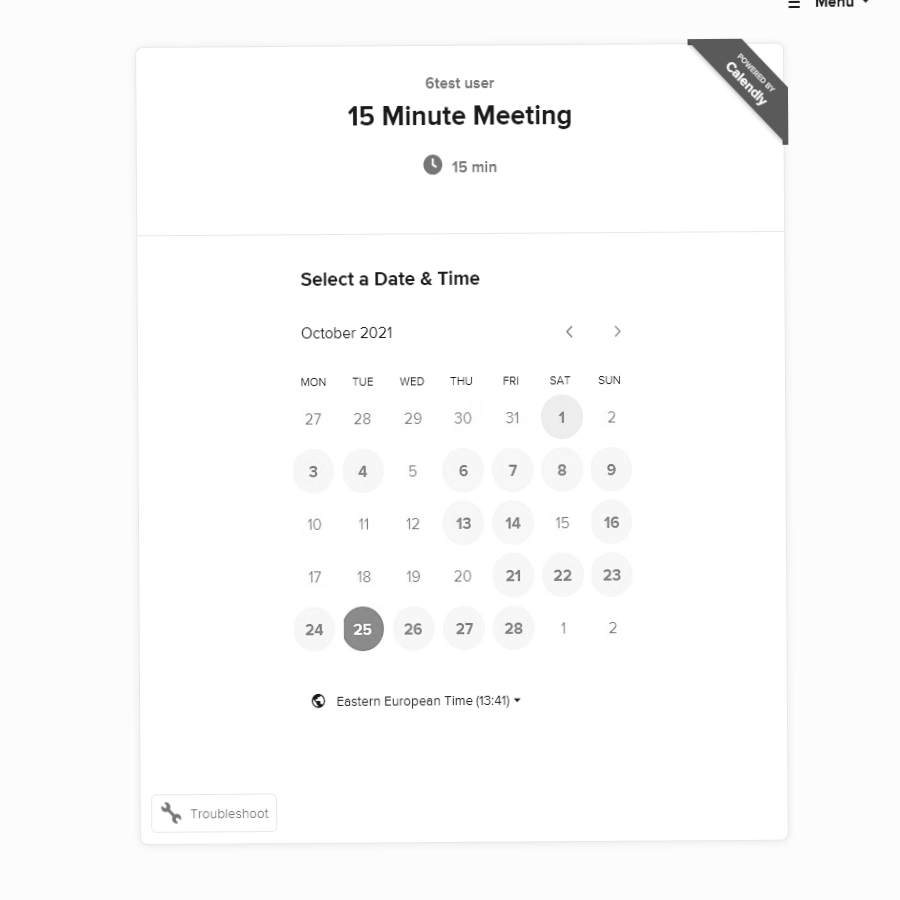 Menu
POWERED BY
Calendly
6test user
15 Minute Meeting
15 min
Select a Date & Time
October 2021
MON TUE WED THU FRI SAT SUN
27 28 29 30 31 1 2
3 4 5 6 7 8 9
10 11 12 13 14 15 16
17 18 19 20 21 22 23
24 25 26 27 28 1 2
Eastern European Time (13:41)
Troubleshoot